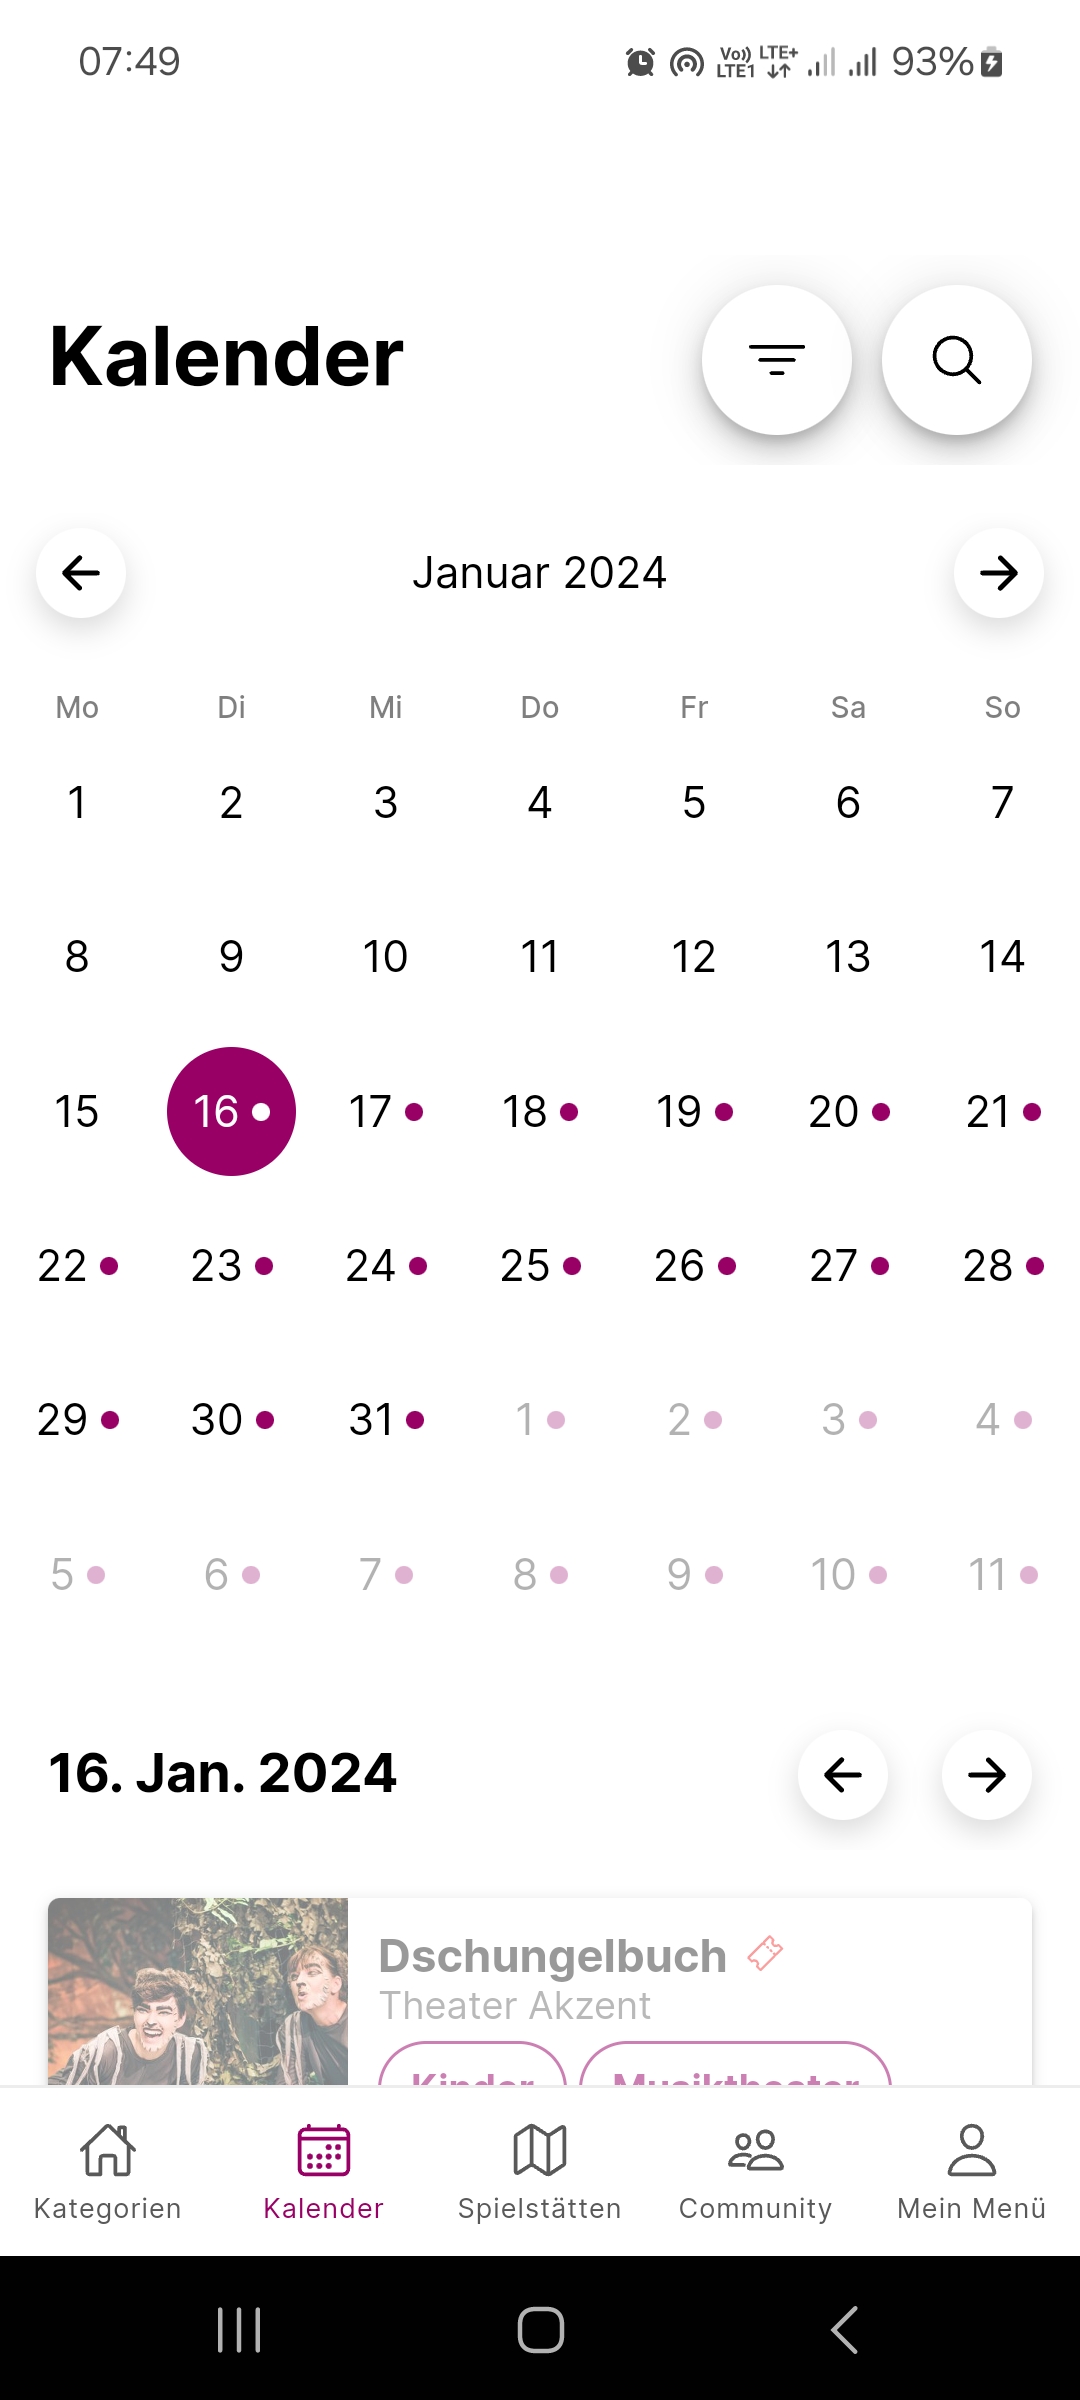 07:49
Vo)) LTE1 LTE+ 93%
Kalender
Januar 2024
Mo Di Mi Do Fr Sa So
1 2 3 4 5 6 7
8 9 10 11 12 13 14
15 16 17 18 19 20 21
22 23 24 25 26 27 28
29 30 31 1 2 3 4
5 6 7 8 9 10 11
16. Jan. 2024
Dschungelbuch
Theater Akzent
Kinder Musiktheater
Kategorien Kalender Spielstätten Community Mein Menü